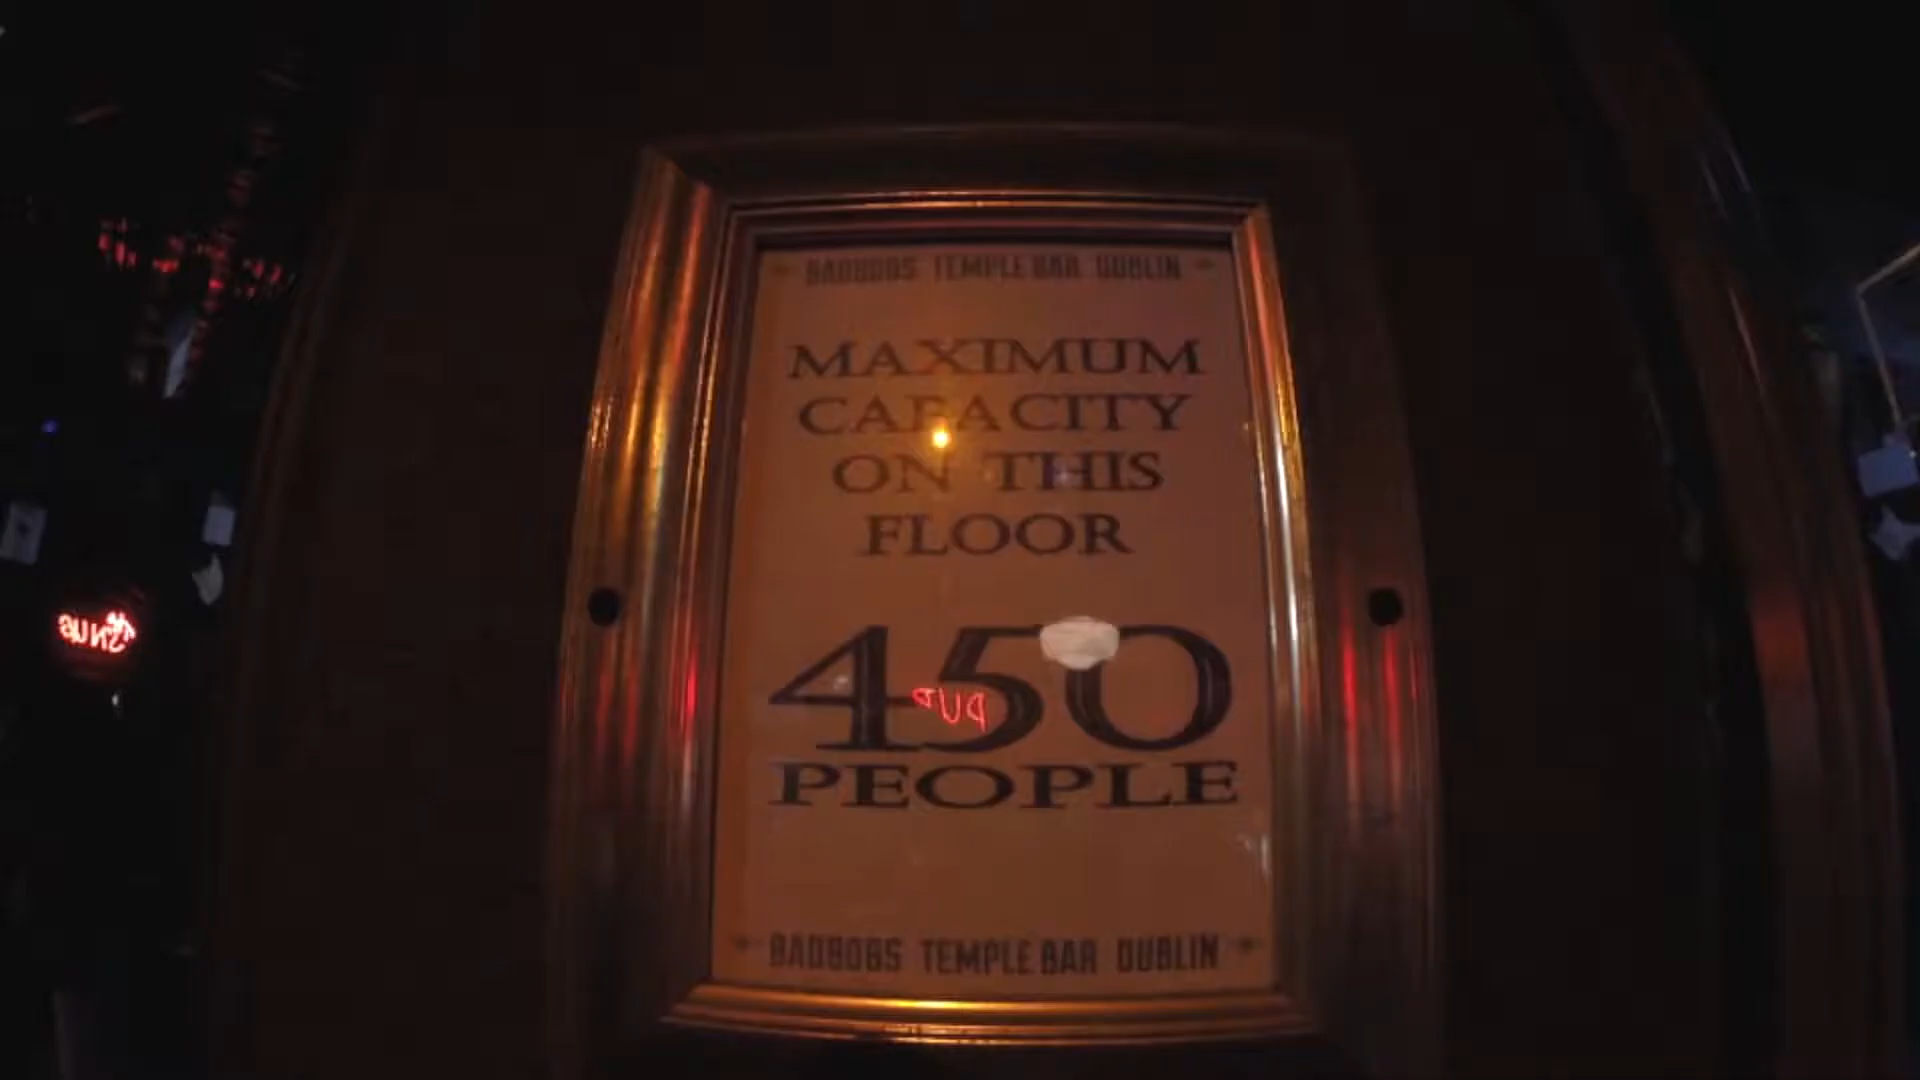 BADBOBS TEMPLE BAR DUBLIN
MAXIMUM
CAPACITY
ON THIS
FLOOR
450
PEOPLE
BADBOBS TEMPLE BAR DUBLIN